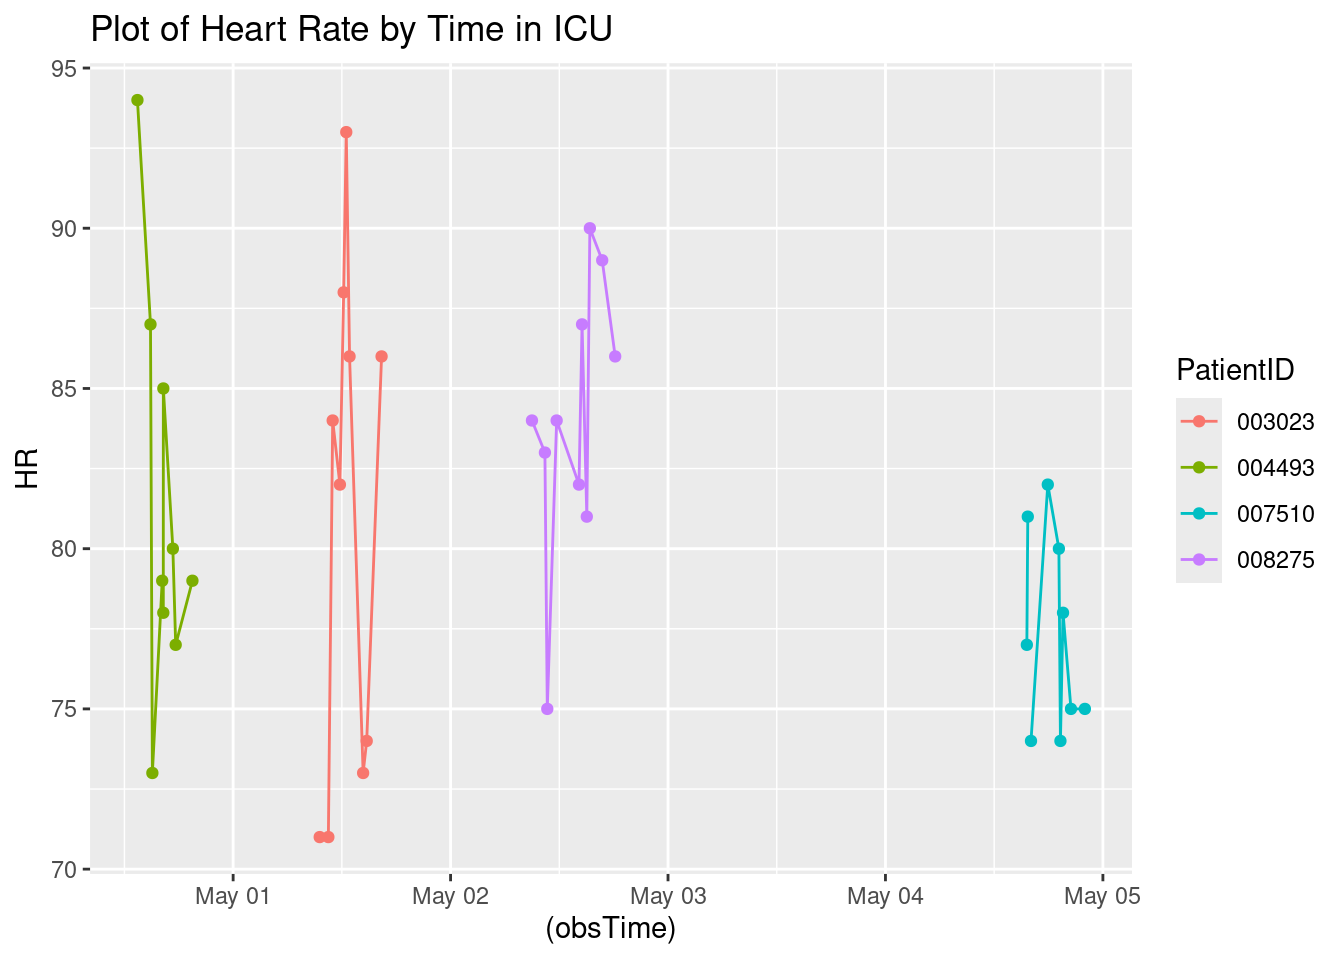 Plot of Heart Rate by Time in ICU
95
90
85
80
75
70
HR
May 01 May 02 May 03 May 04 May 05
(obsTime)
PatientID
003023
004493
007510
008275